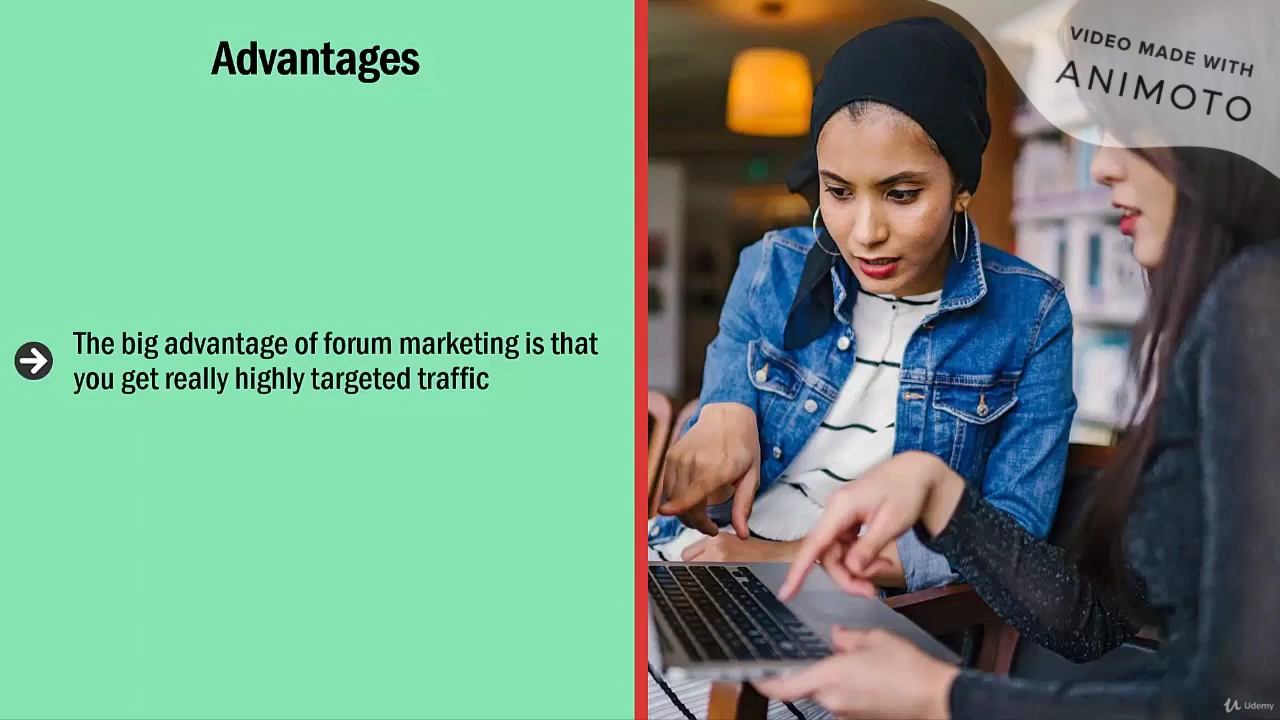 Advantages
The big advantage of forum marketing is that
you get really highly targeted traffic
VIDEO MADE WITH
ANIMOTO
Udemy